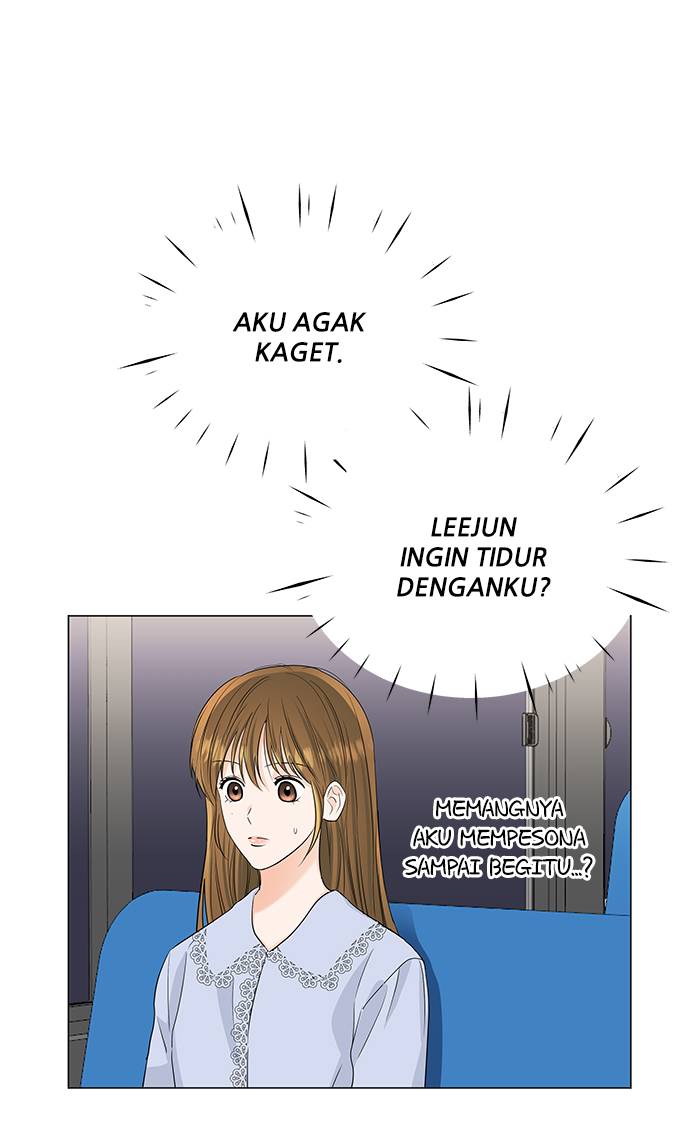 AKU AGAK
KAGET.
LEEJUN
INGIN TIDUR
DENGANKU?
MEMANGNYA
AKU MEMPESONA
SAMPAI BEGITU...?